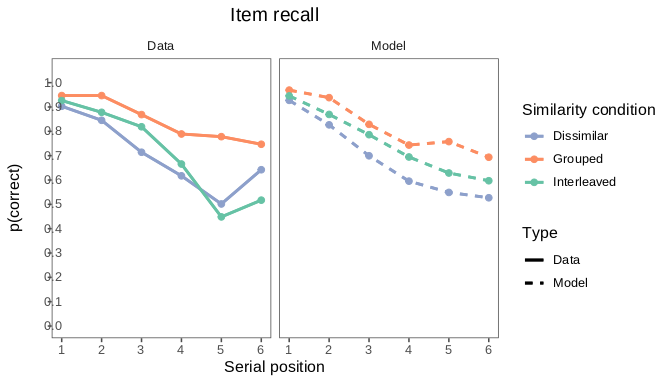 Item recall
Data
Model
p(correct)
1.0
0.9
0.8
0.7
0.6
0.5
0.4
0.3
0.2
0.1
0.0
1 2 3 4 5 6
1 2 3 4 5 6
Serial position
Similarity condition
Dissimilar
Grouped
Interleaved
Type
Data
Model